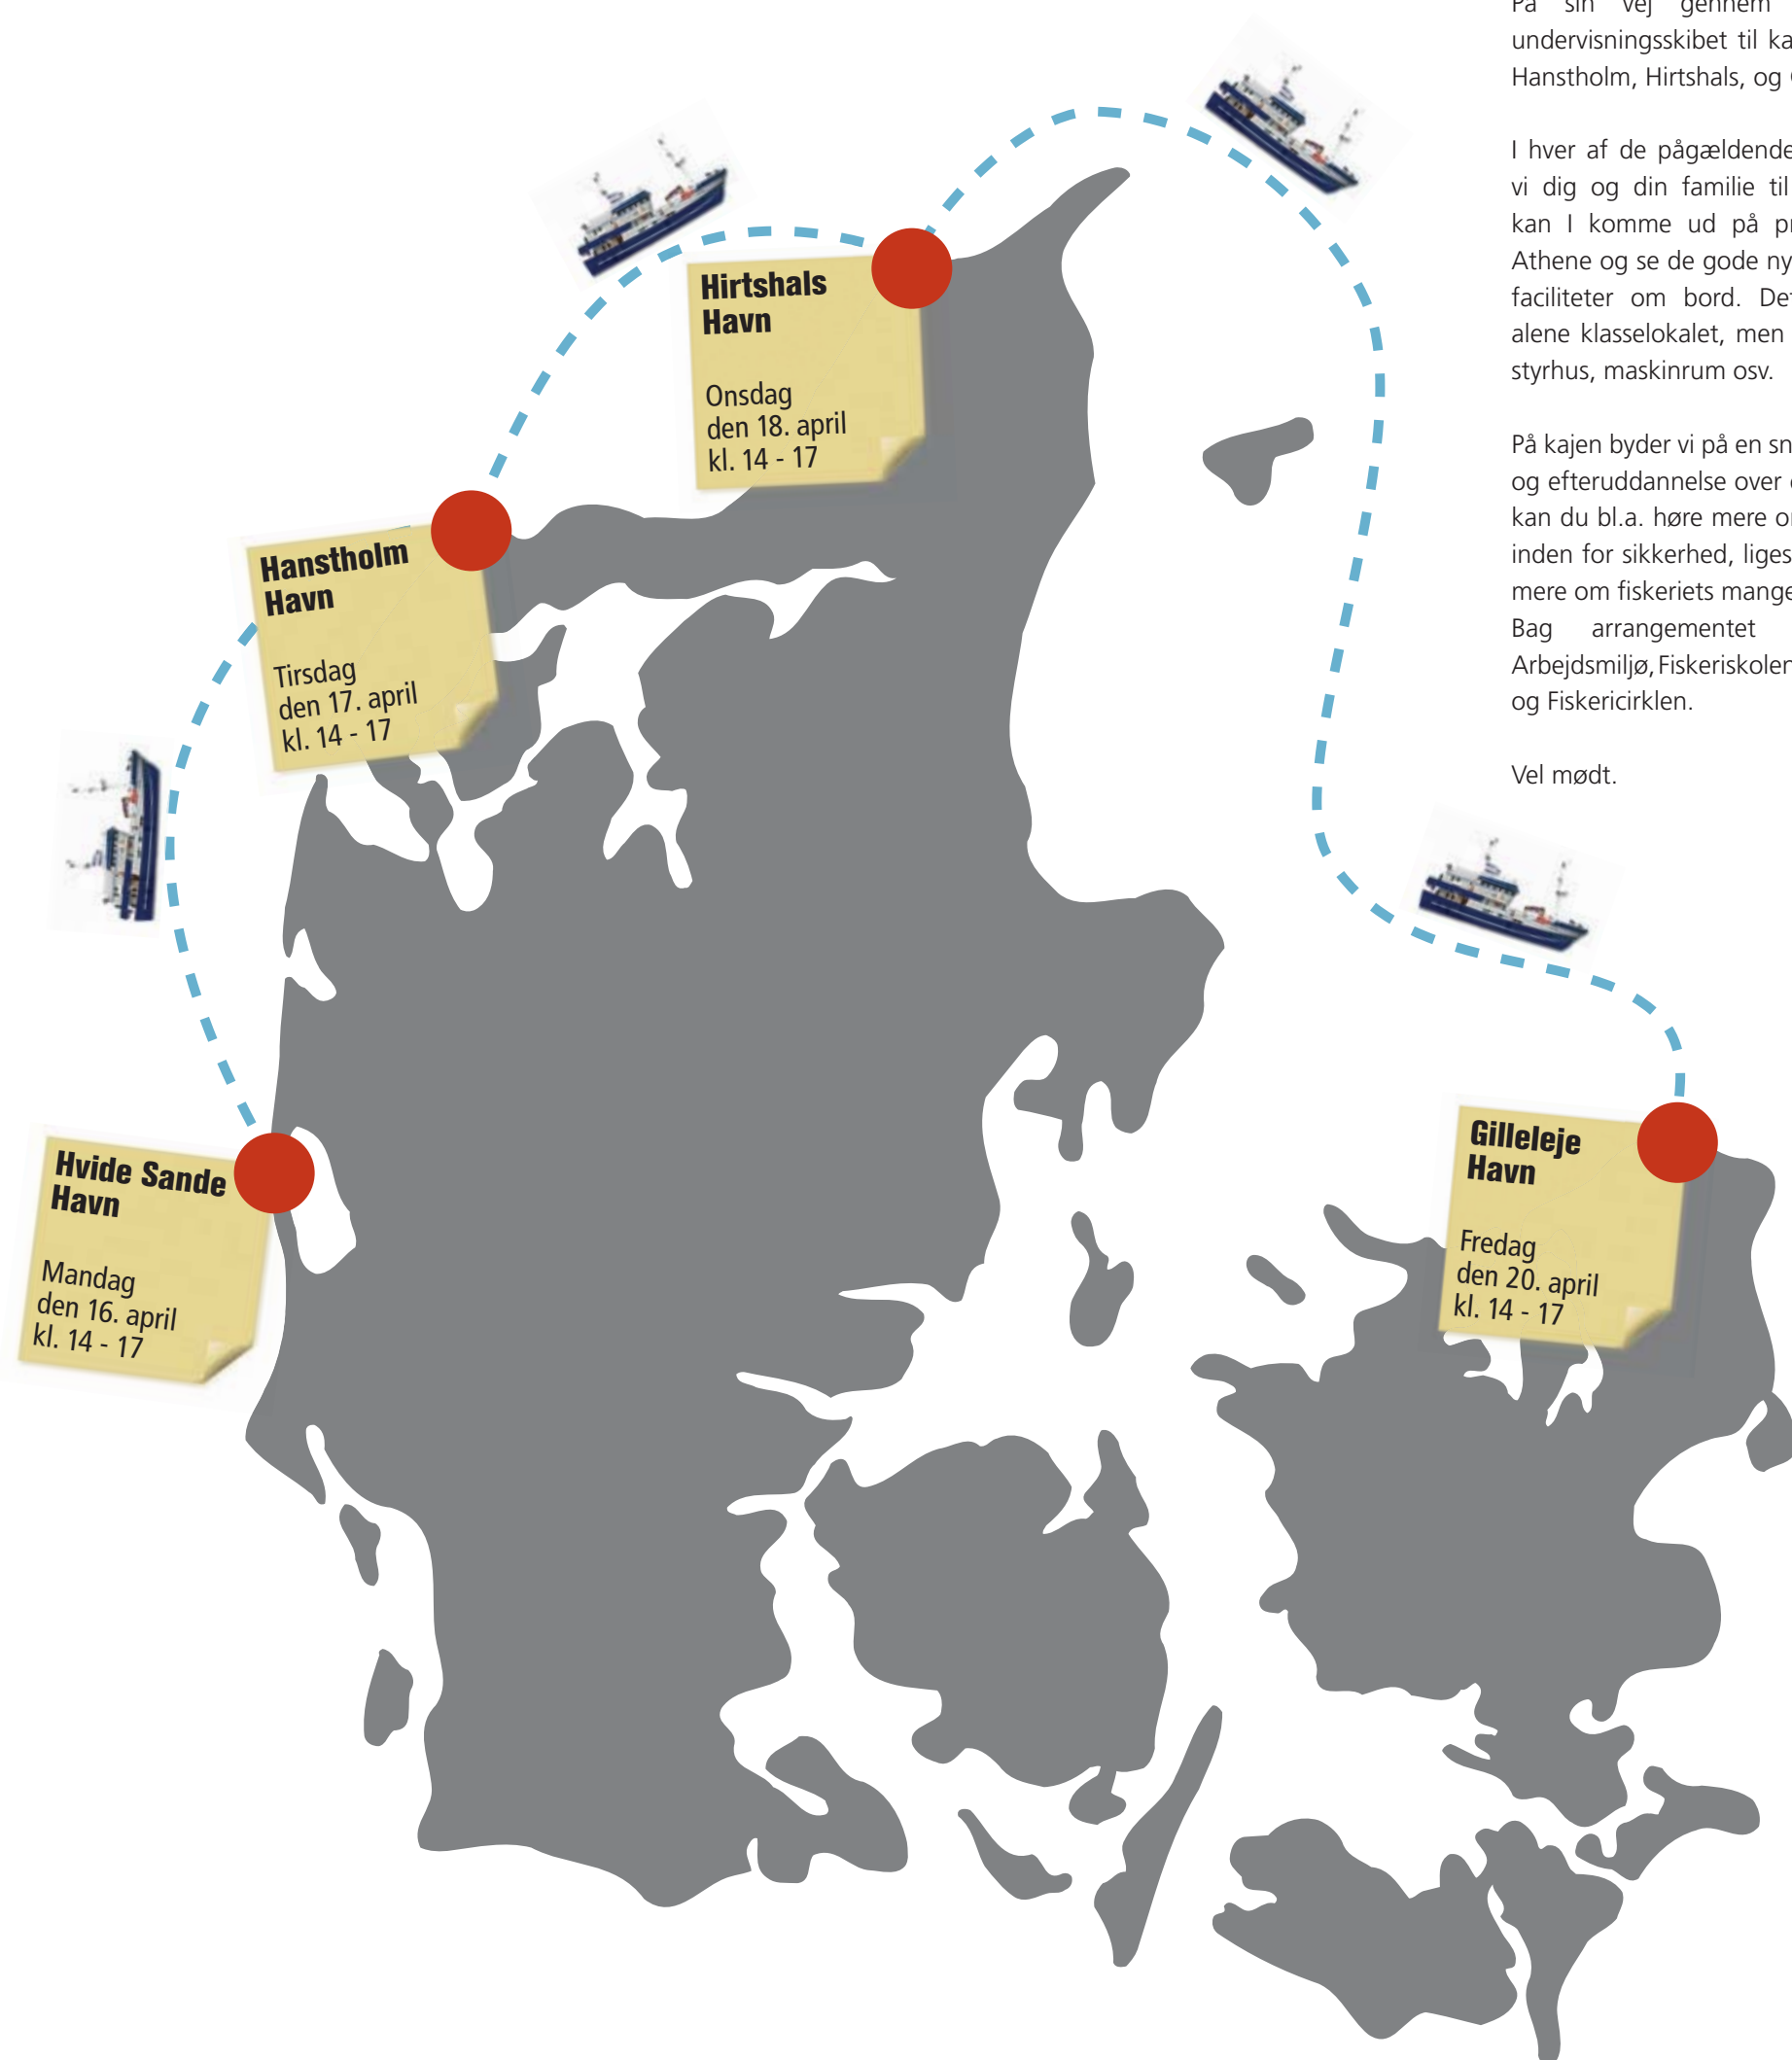 På sin vej gennem
undervisningsskibet til
Hanstholm, Hirtshals, og
I hver af de pågældende
vi dig og din familie til
kan I komme ud på
Athene og se de gode
faciliteter om bord.
alene klasselokalet, men
styrhus, maskinrum osv.
På kajen byder vi på en
og efteruddannelse over
kan du bl.a. høre mere
inden for sikkerhed,
mere om fiskeriets
Bag arrangementet
Arbejdsmiljø, Fiskeriskolen
og Fiskericirklen.
Vel mødt.
Hirtshals
Havn
Onsdag
den 18. april
kl. 14 - 17
Hanstholm
Havn
Tirsdag
den 17. april
kl. 14 - 17
Hvide Sande
Havn
Mandag
den 16. april
kl. 14 - 17
Gilleleje
Havn
Fredag
den 20. april
kl. 14 - 17